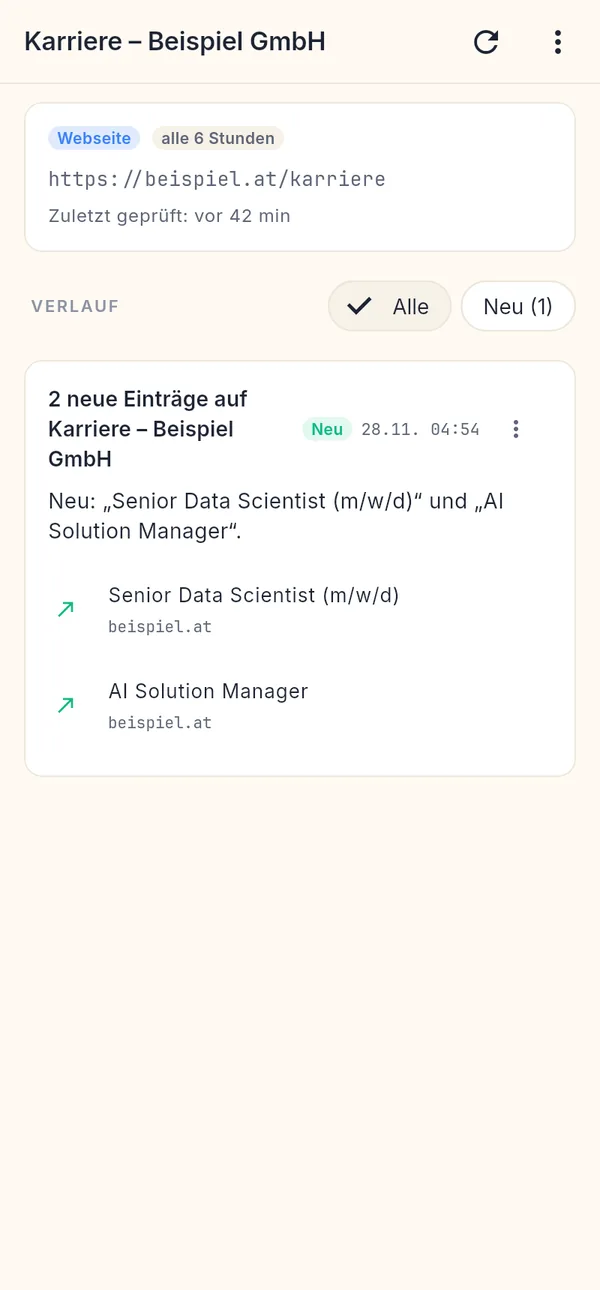 Karriere – Beispiel GmbH
Webseite alle 6 Stunden
https://beispiel.at/karriere
Zuletzt geprüft: vor 42 min
VERLAUF Alle Neu (1)
2 neue Einträge auf
Karriere – Beispiel
GmbH
Neu 28.11. 04:54
Neu: „Senior Data Scientist (m/w/d)“ und „AI
Solution Manager“.
Senior Data Scientist (m/w/d)
beispiel.at
AI Solution Manager
beispiel.at